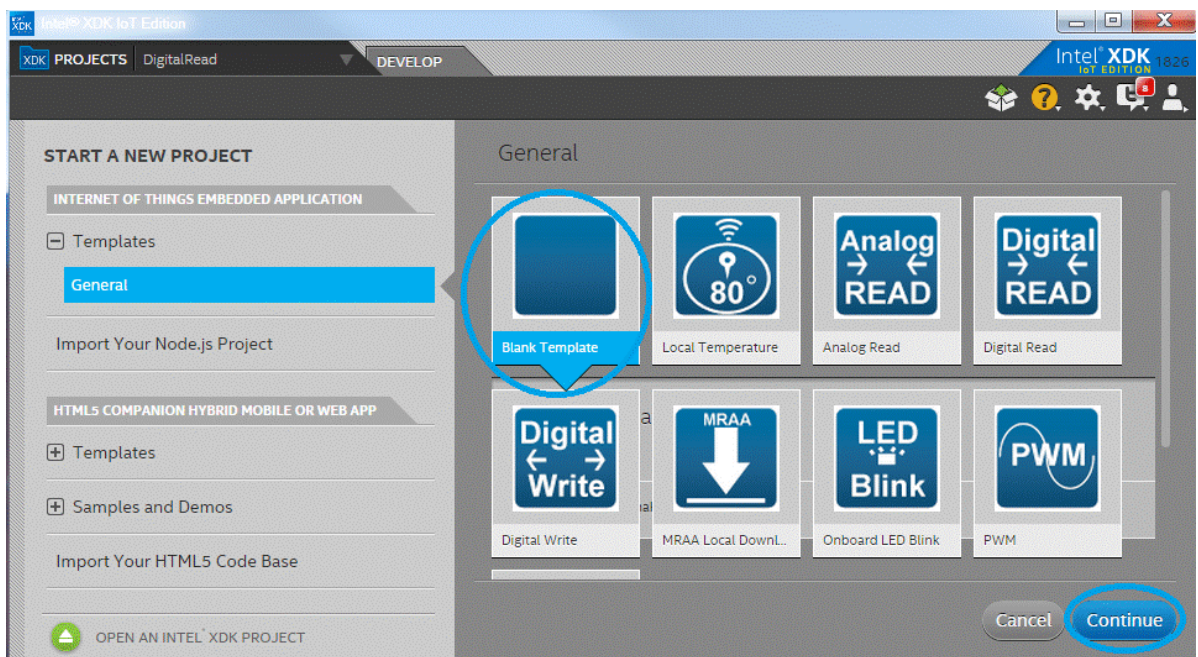 XDK Intel® XDK IoT Edition
XDK PROJECTS DigitalRead DEVELOP
Intel® XDK 1826
IoT EDITION
?
START A NEW PROJECT
INTERNET OF THINGS EMBEDDED APPLICATION
Templates
General
Import Your Node.js Project
HTML5 COMPANION HYBRID MOBILE OR WEB APP
Templates
Samples and Demos
Import Your HTML5 Code Base
OPEN AN INTEL® XDK PROJECT
General
80°
Analog
READ
Digital
READ
Blank Template
Local Temperature
Analog Read
Digital Read
Digital
Write
MRAA
LED
Blink
PWM
Digital Write
MRAA Local Downl...
Onboard LED Blink
PWM
Cancel
Continue